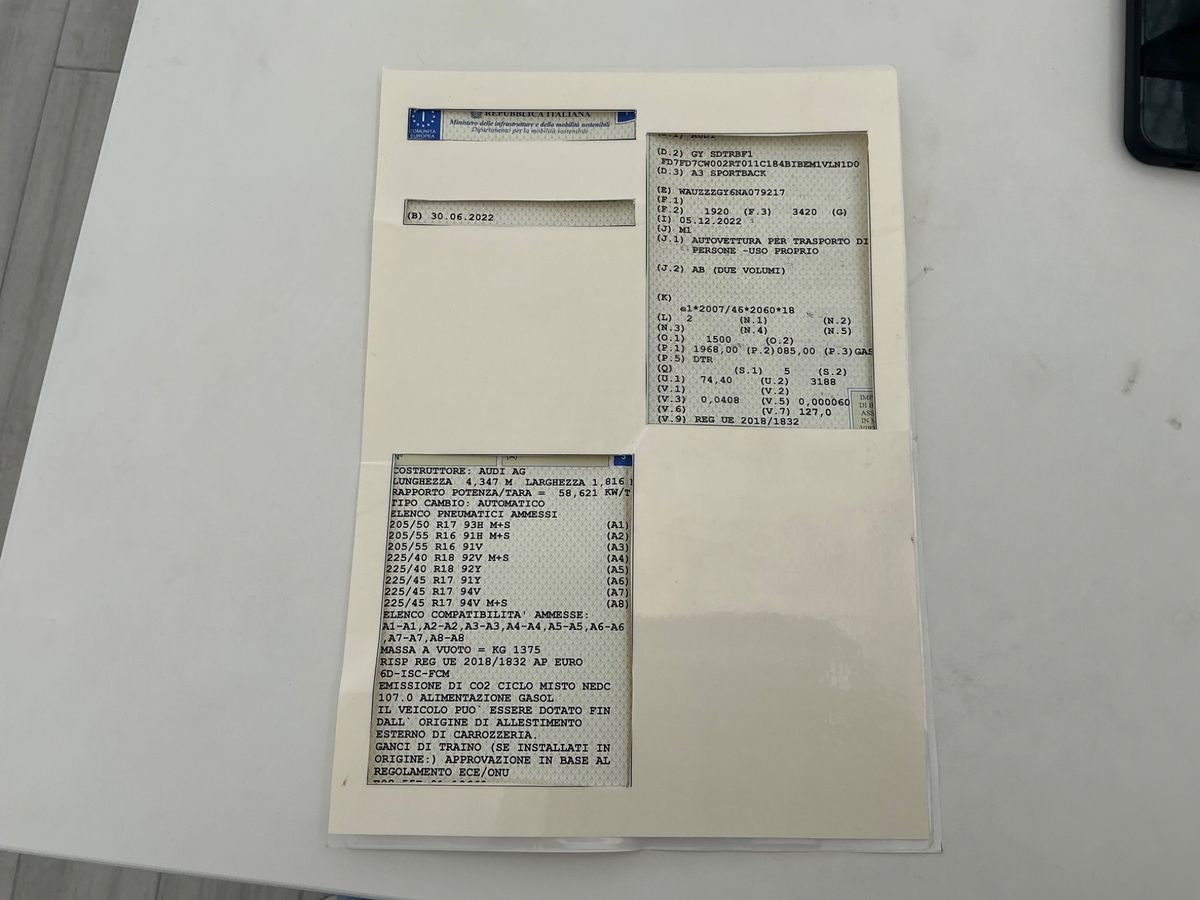 COMUNITÀ
EUROPEA
REPUBBLICA ITALIANA
Ministero delle infrastrutture e della mobilità sostenibili
Dipartimento per la mobilità sostenibile
(B) 30.06.2022
(D.1) AUDI
(D.2) GY SDTRBF1
FD7FD7CW002RT011C184BIBEM1VLN1D0
(D.3) A3 SPORTBACK
(E) WAUZZZGY6NA079217
(F.1)
(F.2) 1920 (F.3) 3420 (G)
(I) 05.12.2022
(J) M1
(J.1) AUTOVETTURA PER TRASPORTO DI
PERSONE -USO PROPRIO
(J.2) AB (DUE VOLUMI)
(K)
e1*2007/46*2060*18
(L) 2 (N.1) (N.2)
(N.3) (N.4) (N.5)
(O.1) 1500 (O.2)
(P.1) 1968,00 (P.2)085,00 (P.3)GAS
(P.5) DTR
(Q) (S.1) 5 (S.2)
(U.1) 74,40 (U.2) 3188
(V.1) (V.2)
(V.3) 0,0408 (V.5) 0,000060
(V.6) (V.7) 127,0
(V.9) REG UE 2018/1832
IMP
DI B
ASS
IN M
COSTRUTTORE: AUDI AG
LUNGHEZZA 4,347 M LARGHEZZA 1,816
RAPPORTO POTENZA/TARA = 58,621 KW/T
TIPO CAMBIO: AUTOMATICO
ELENCO PNEUMATICI AMMESSI
205/50 R17 93H M+S (A1)
205/55 R16 91H M+S (A2)
205/55 R16 91V (A3)
225/40 R18 92V M+S (A4)
225/40 R18 92Y (A5)
225/45 R17 91Y (A6)
225/45 R17 94V (A7)
225/45 R17 94V M+S (A8)
ELENCO COMPATIBILITA' AMMESSE:
A1-A1,A2-A2,A3-A3,A4-A4,A5-A5,A6-A6
,A7-A7,A8-A8
MASSA A VUOTO = KG 1375
RISP REG UE 2018/1832 AP EURO
6D-ISC-FCM
EMISSIONE DI CO2 CICLO MISTO NEDC
107.0 ALIMENTAZIONE GASOL
IL VEICOLO PUO` ESSERE DOTATO FIN
DALL` ORIGINE DI ALLESTIMENTO
ESTERNO DI CARROZZERIA.
GANCI DI TRAINO (SE INSTALLATI IN
ORIGINE:) APPROVAZIONE IN BASE AL
REGOLAMENTO ECE/ONU